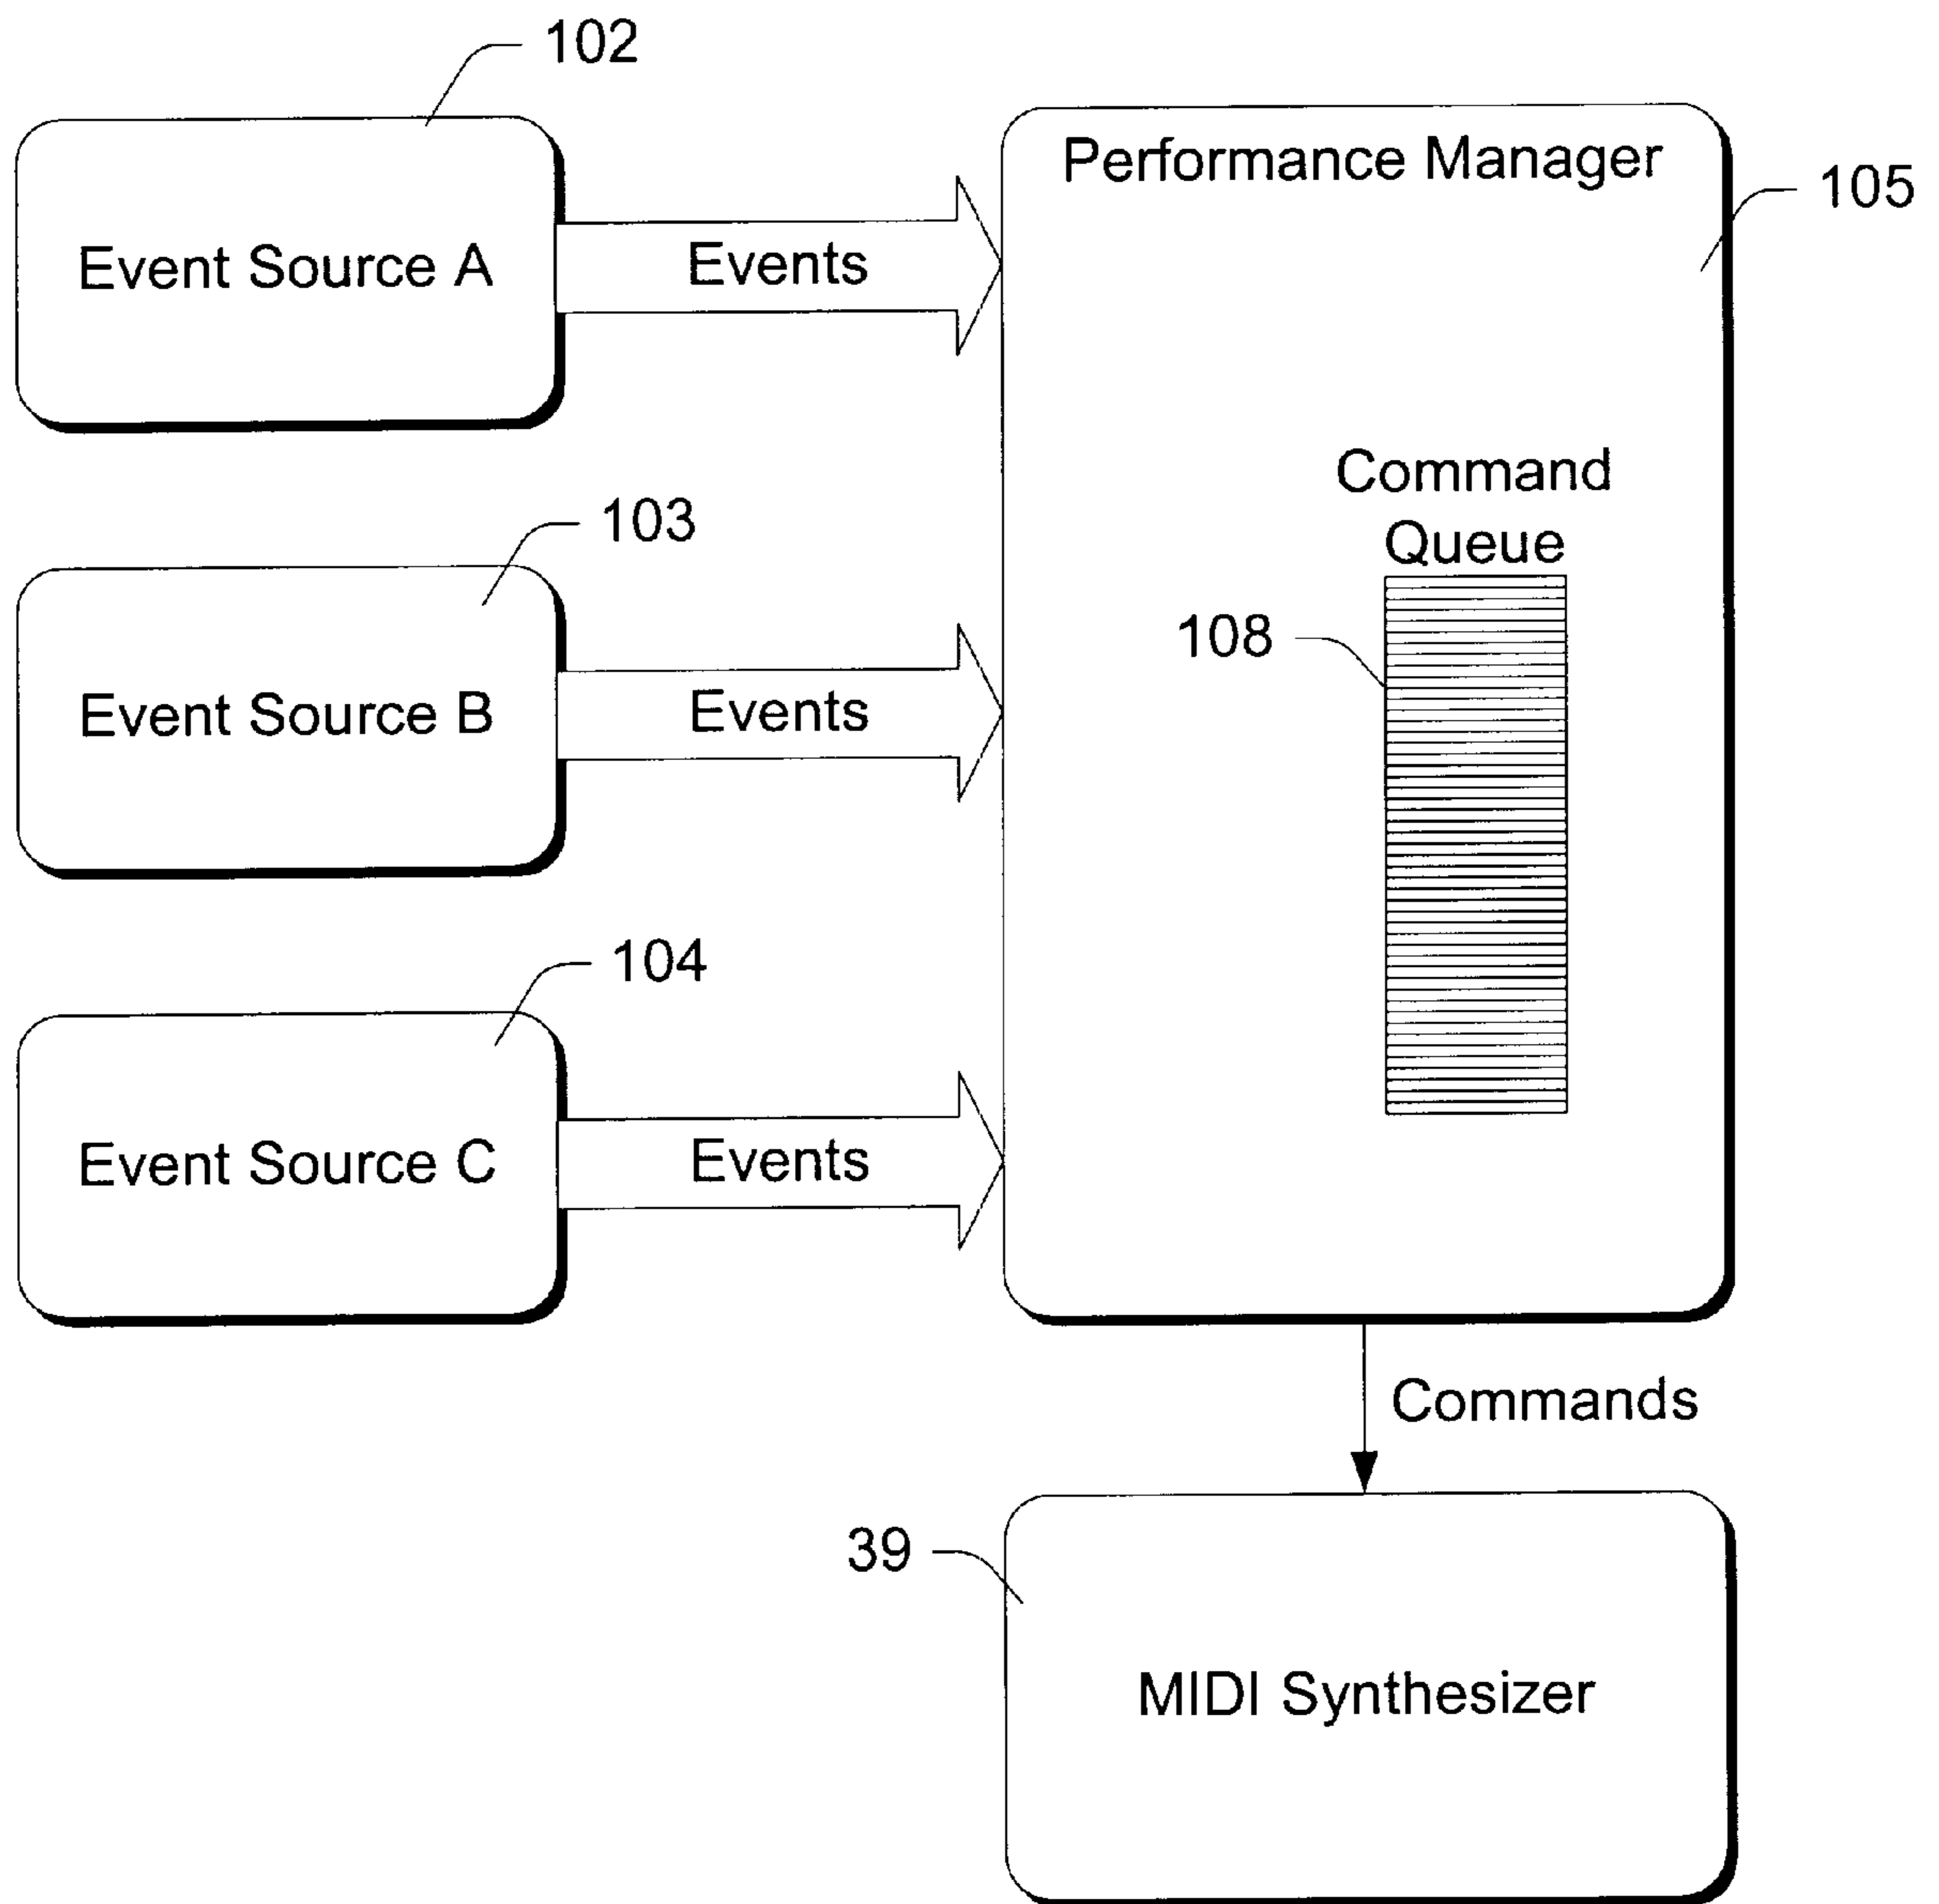 102
Event Source A
Events
Performance Manager
105
Command
Queue
108
103
Event Source B
Events
104
Event Source C
Events
Commands
39
MIDI Synthesizer